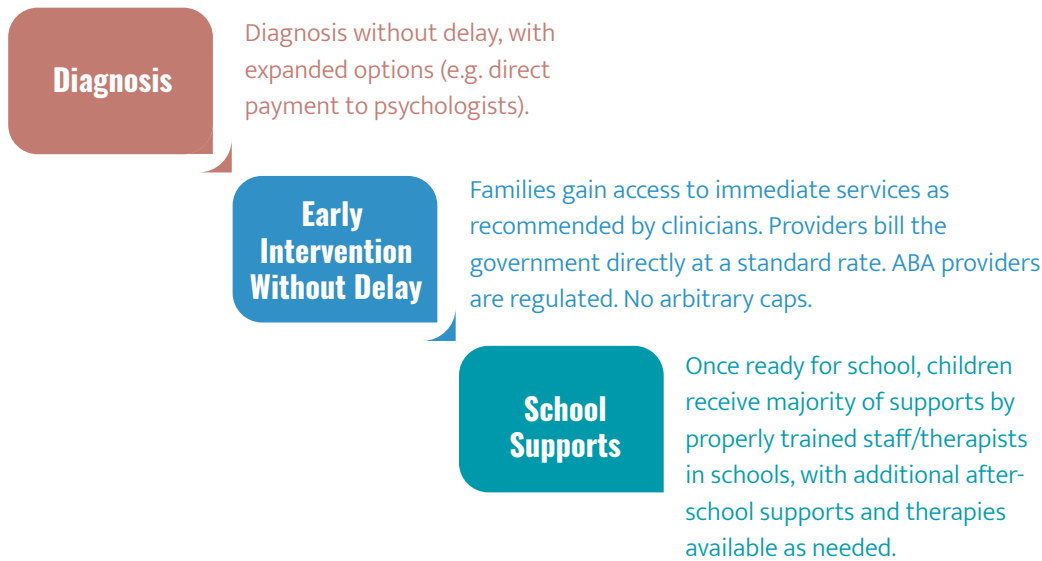 Diagnosis
Diagnosis without delay, with
expanded options (e.g. direct
payment to psychologists).
Early
Intervention
Without Delay
Families gain access to immediate services as
recommended by clinicians. Providers bill the
government directly at a standard rate. ABA providers
are regulated. No arbitrary caps.
School
Supports
Once ready for school, children
receive majority of supports by
properly trained staff/therapists
in schools, with additional after-
school supports and therapies
available as needed.